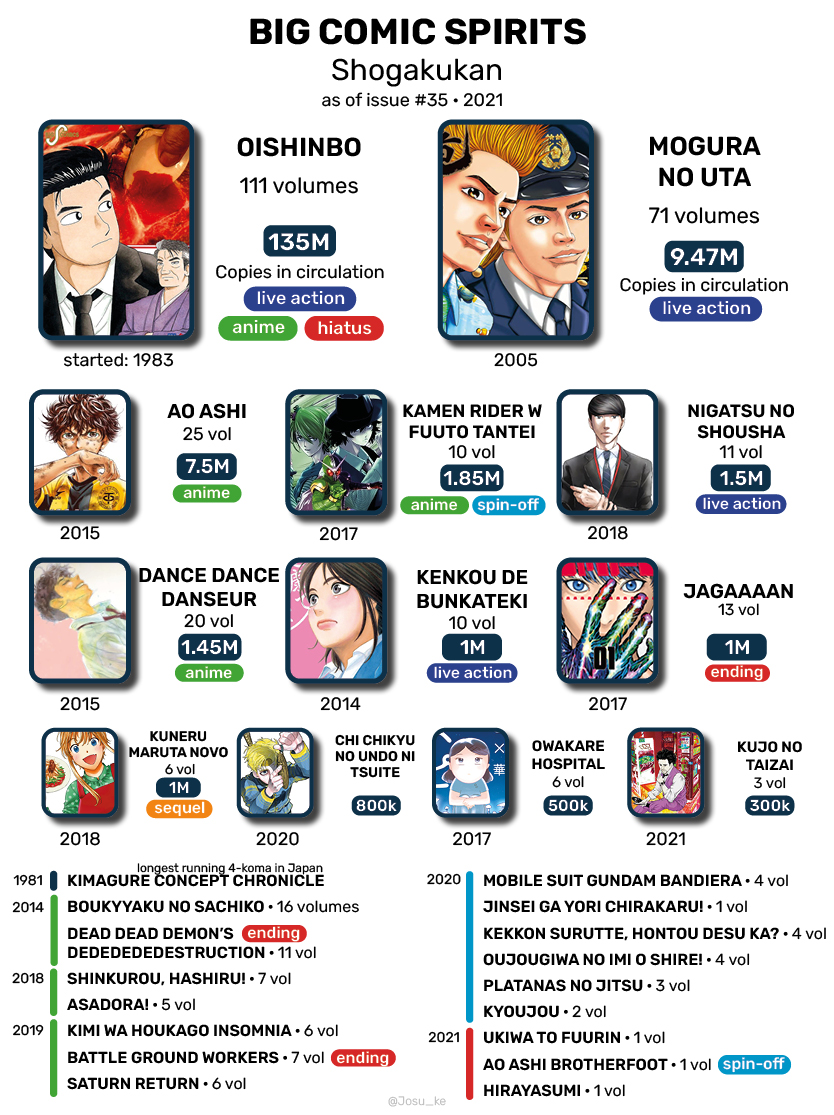 BIG COMIC SPIRITS
Shogakukan
as of issue #35 • 2021
OISHINBO
111 volumes
135M
Copies in circulation
live action
anime
hiatus
started: 1983
MOGURA
NO UTA
71 volumes
9.47M
Copies in circulation
live action
2005
AO ASHI
25 vol
7.5M
anime
2015
KAMEN RIDER W
FUUTO TANTEI
10 vol
1.85M
anime
spin-off
2017
NIGATSU NO
SHOUSHA
11 vol
1.5M
live action
2018
DANCE DANCE
DANSEUR
20 vol
1.45M
anime
2015
KENKOU DE
BUNKATEKI
10 vol
1M
live action
2014
01
JAGAAAAN
13 vol
1M
ending
2017
KUNERU
MARUTA NOVO
6 vol
1M
sequel
2018
CHI CHIKYU
NO UNDO NI
TSUITE
800k
2020
×
華
OWAKARE
HOSPITAL
6 vol
500k
2017
KUJO NO
TAIZAI
3 vol
300k
2021
longest running 4-koma in Japan
1981 KIMAGURE CONCEPT CHRONICLE
2014 BOUKYYAKU NO SACHIKO • 16 volumes
DEAD DEAD DEMON'S ending
DEDEDEDEDESTRUCTION • 11 vol
2018 SHINKUROU, HASHIRU! • 7 vol
ASADORA! • 5 vol
2019 KIMI WA HOUKAGO INSOMNIA • 6 vol
BATTLE GROUND WORKERS • 7 vol ending
SATURN RETURN • 6 vol
2020 MOBILE SUIT GUNDAM BANDIERA • 4 vol
JINSEI GA YORI CHIRAKARU! • 1 vol
KEKKON SURUTTE, HONTOU DESU KA? • 4 vol
OUJOUGIWA NO IMI O SHIRE! • 4 vol
PLATANAS NO JITSU • 3 vol
KYOUJOU • 2 vol
2021 UKIWA TO FUURIN • 1 vol
AO ASHI BROTHERFOOT • 1 vol spin-off
HIRAYASUMI • 1 vol
@Josu_ke